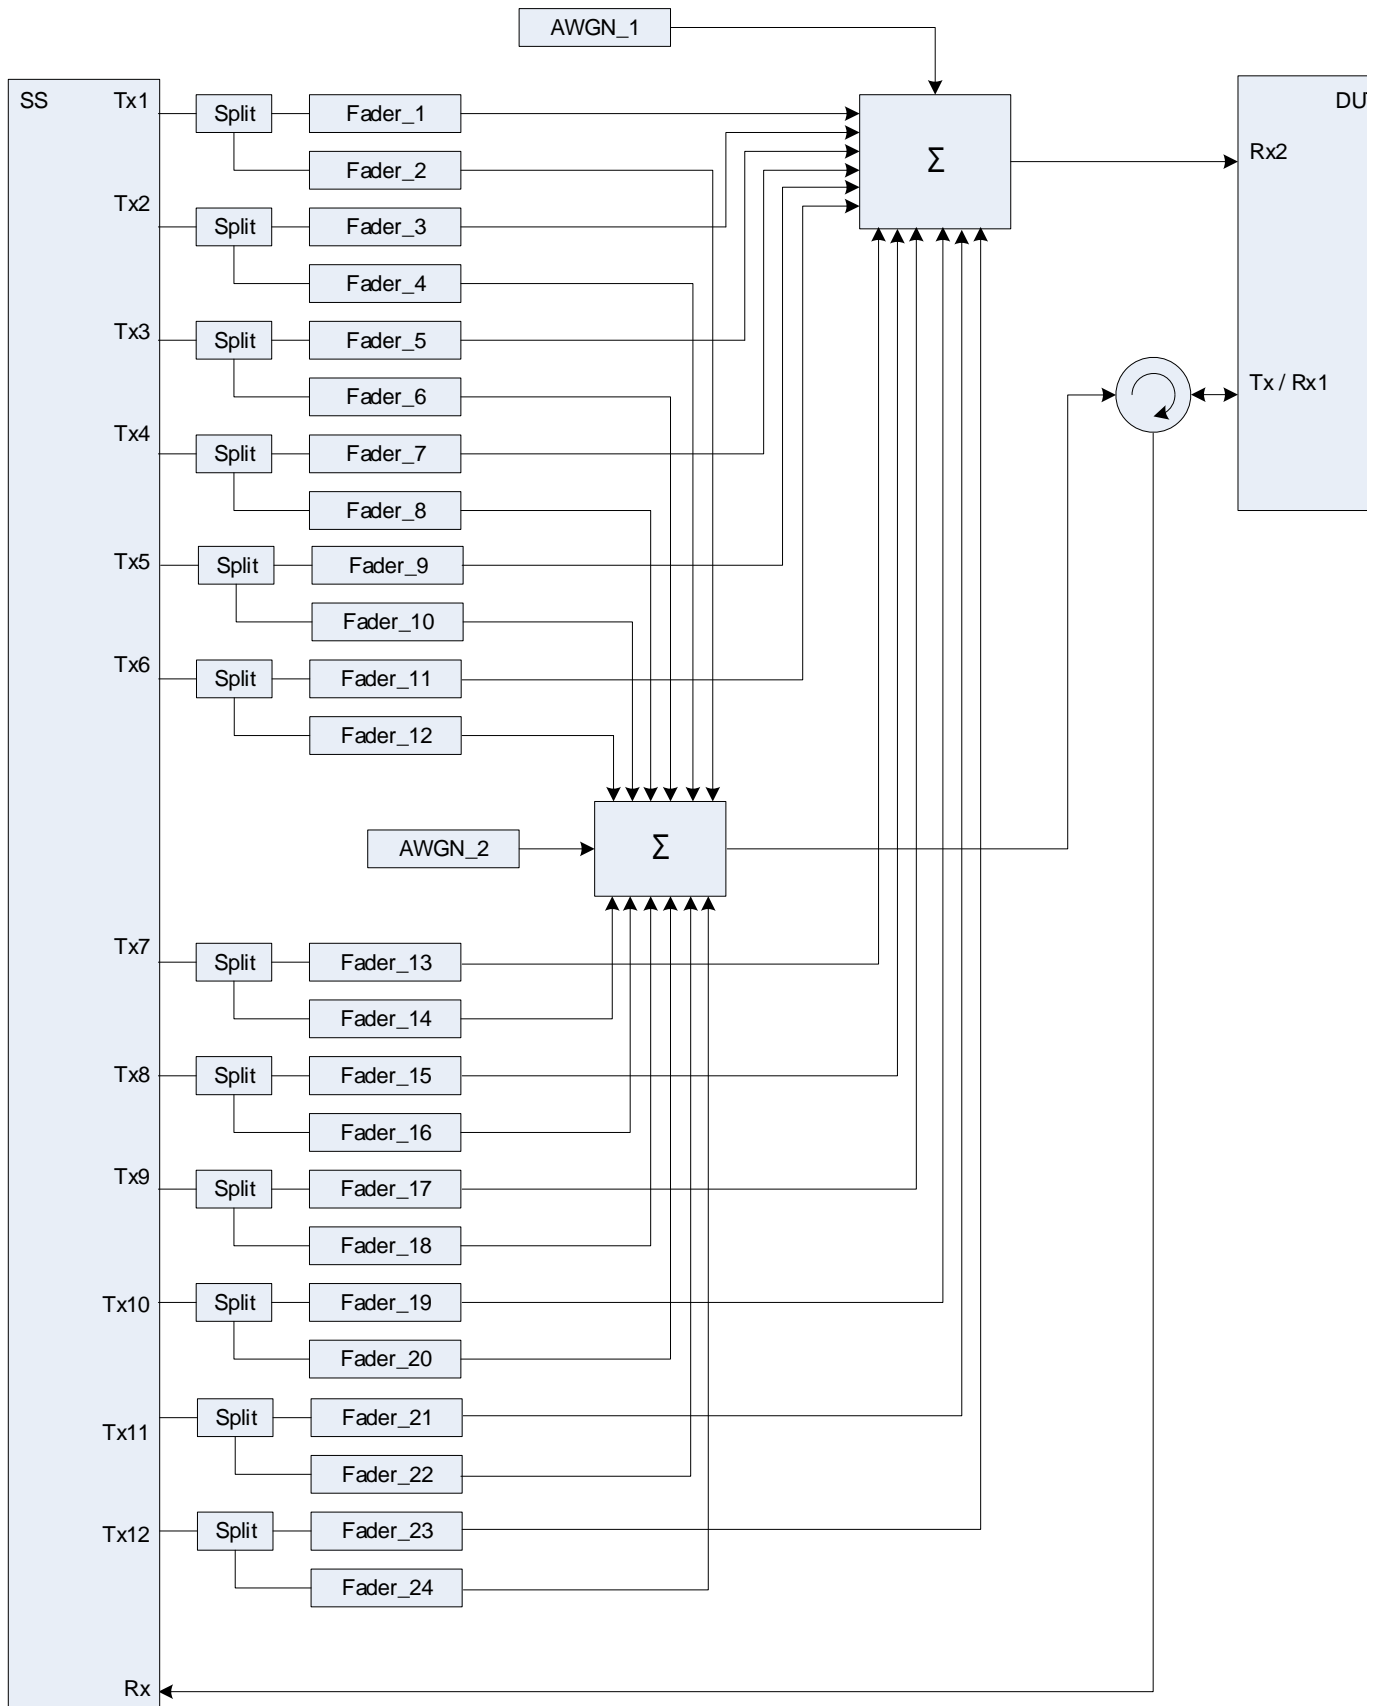 AWGN_1
SS
Tx1
Split
Fader_1
DU
Σ
Rx2
Fader_2
Tx2
Split
Fader_3
Fader_4
Tx3
Split
Fader_5
Tx / Rx1
Fader_6
Tx4
Split
Fader_7
Fader_8
Tx5
Split
Fader_9
Fader_10
Tx6
Split
Fader_11
Fader_12
AWGN_2
Σ
Tx7
Split
Fader_13
Fader_14
Tx8
Split
Fader_15
Fader_16
Tx9
Split
Fader_17
Fader_18
Tx10
Split
Fader_19
Fader_20
Tx11
Split
Fader_21
Fader_22
Tx12
Split
Fader_23
Fader_24
Rx